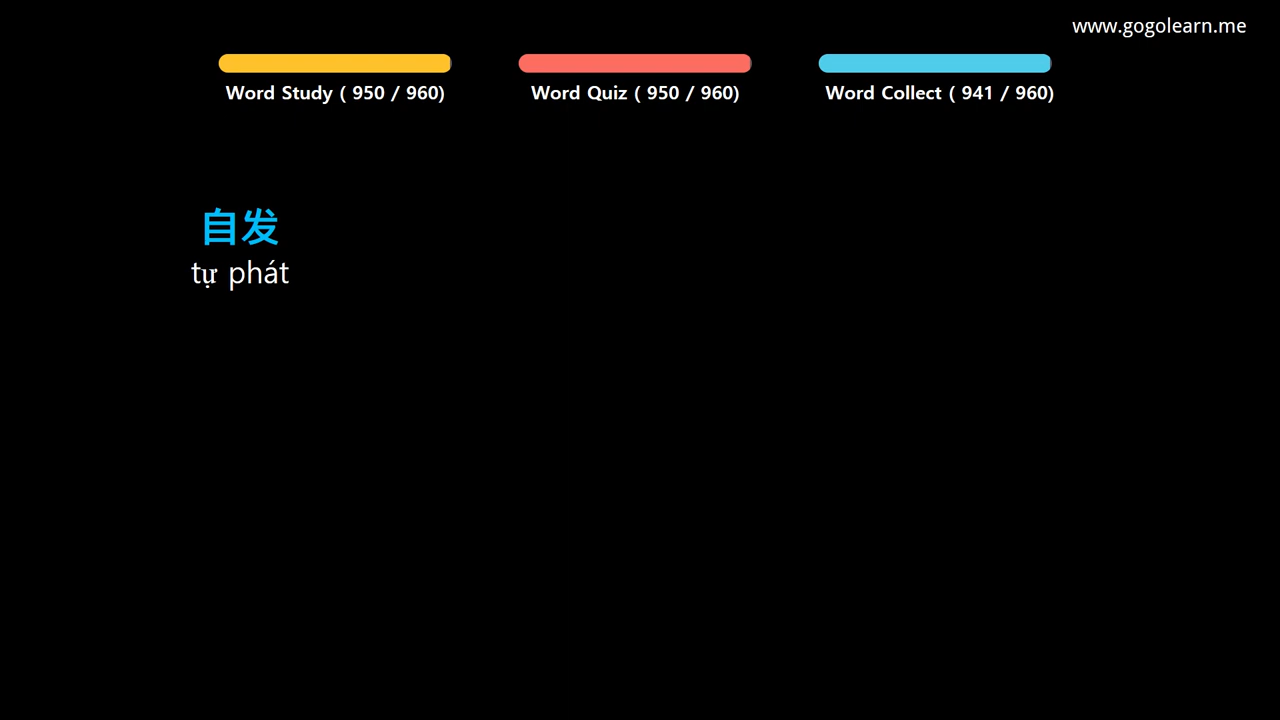 www.gogolearn.me
Word Study ( 950 / 960)
Word Quiz ( 950 / 960)
Word Collect ( 941 / 960)
自发
tự phát